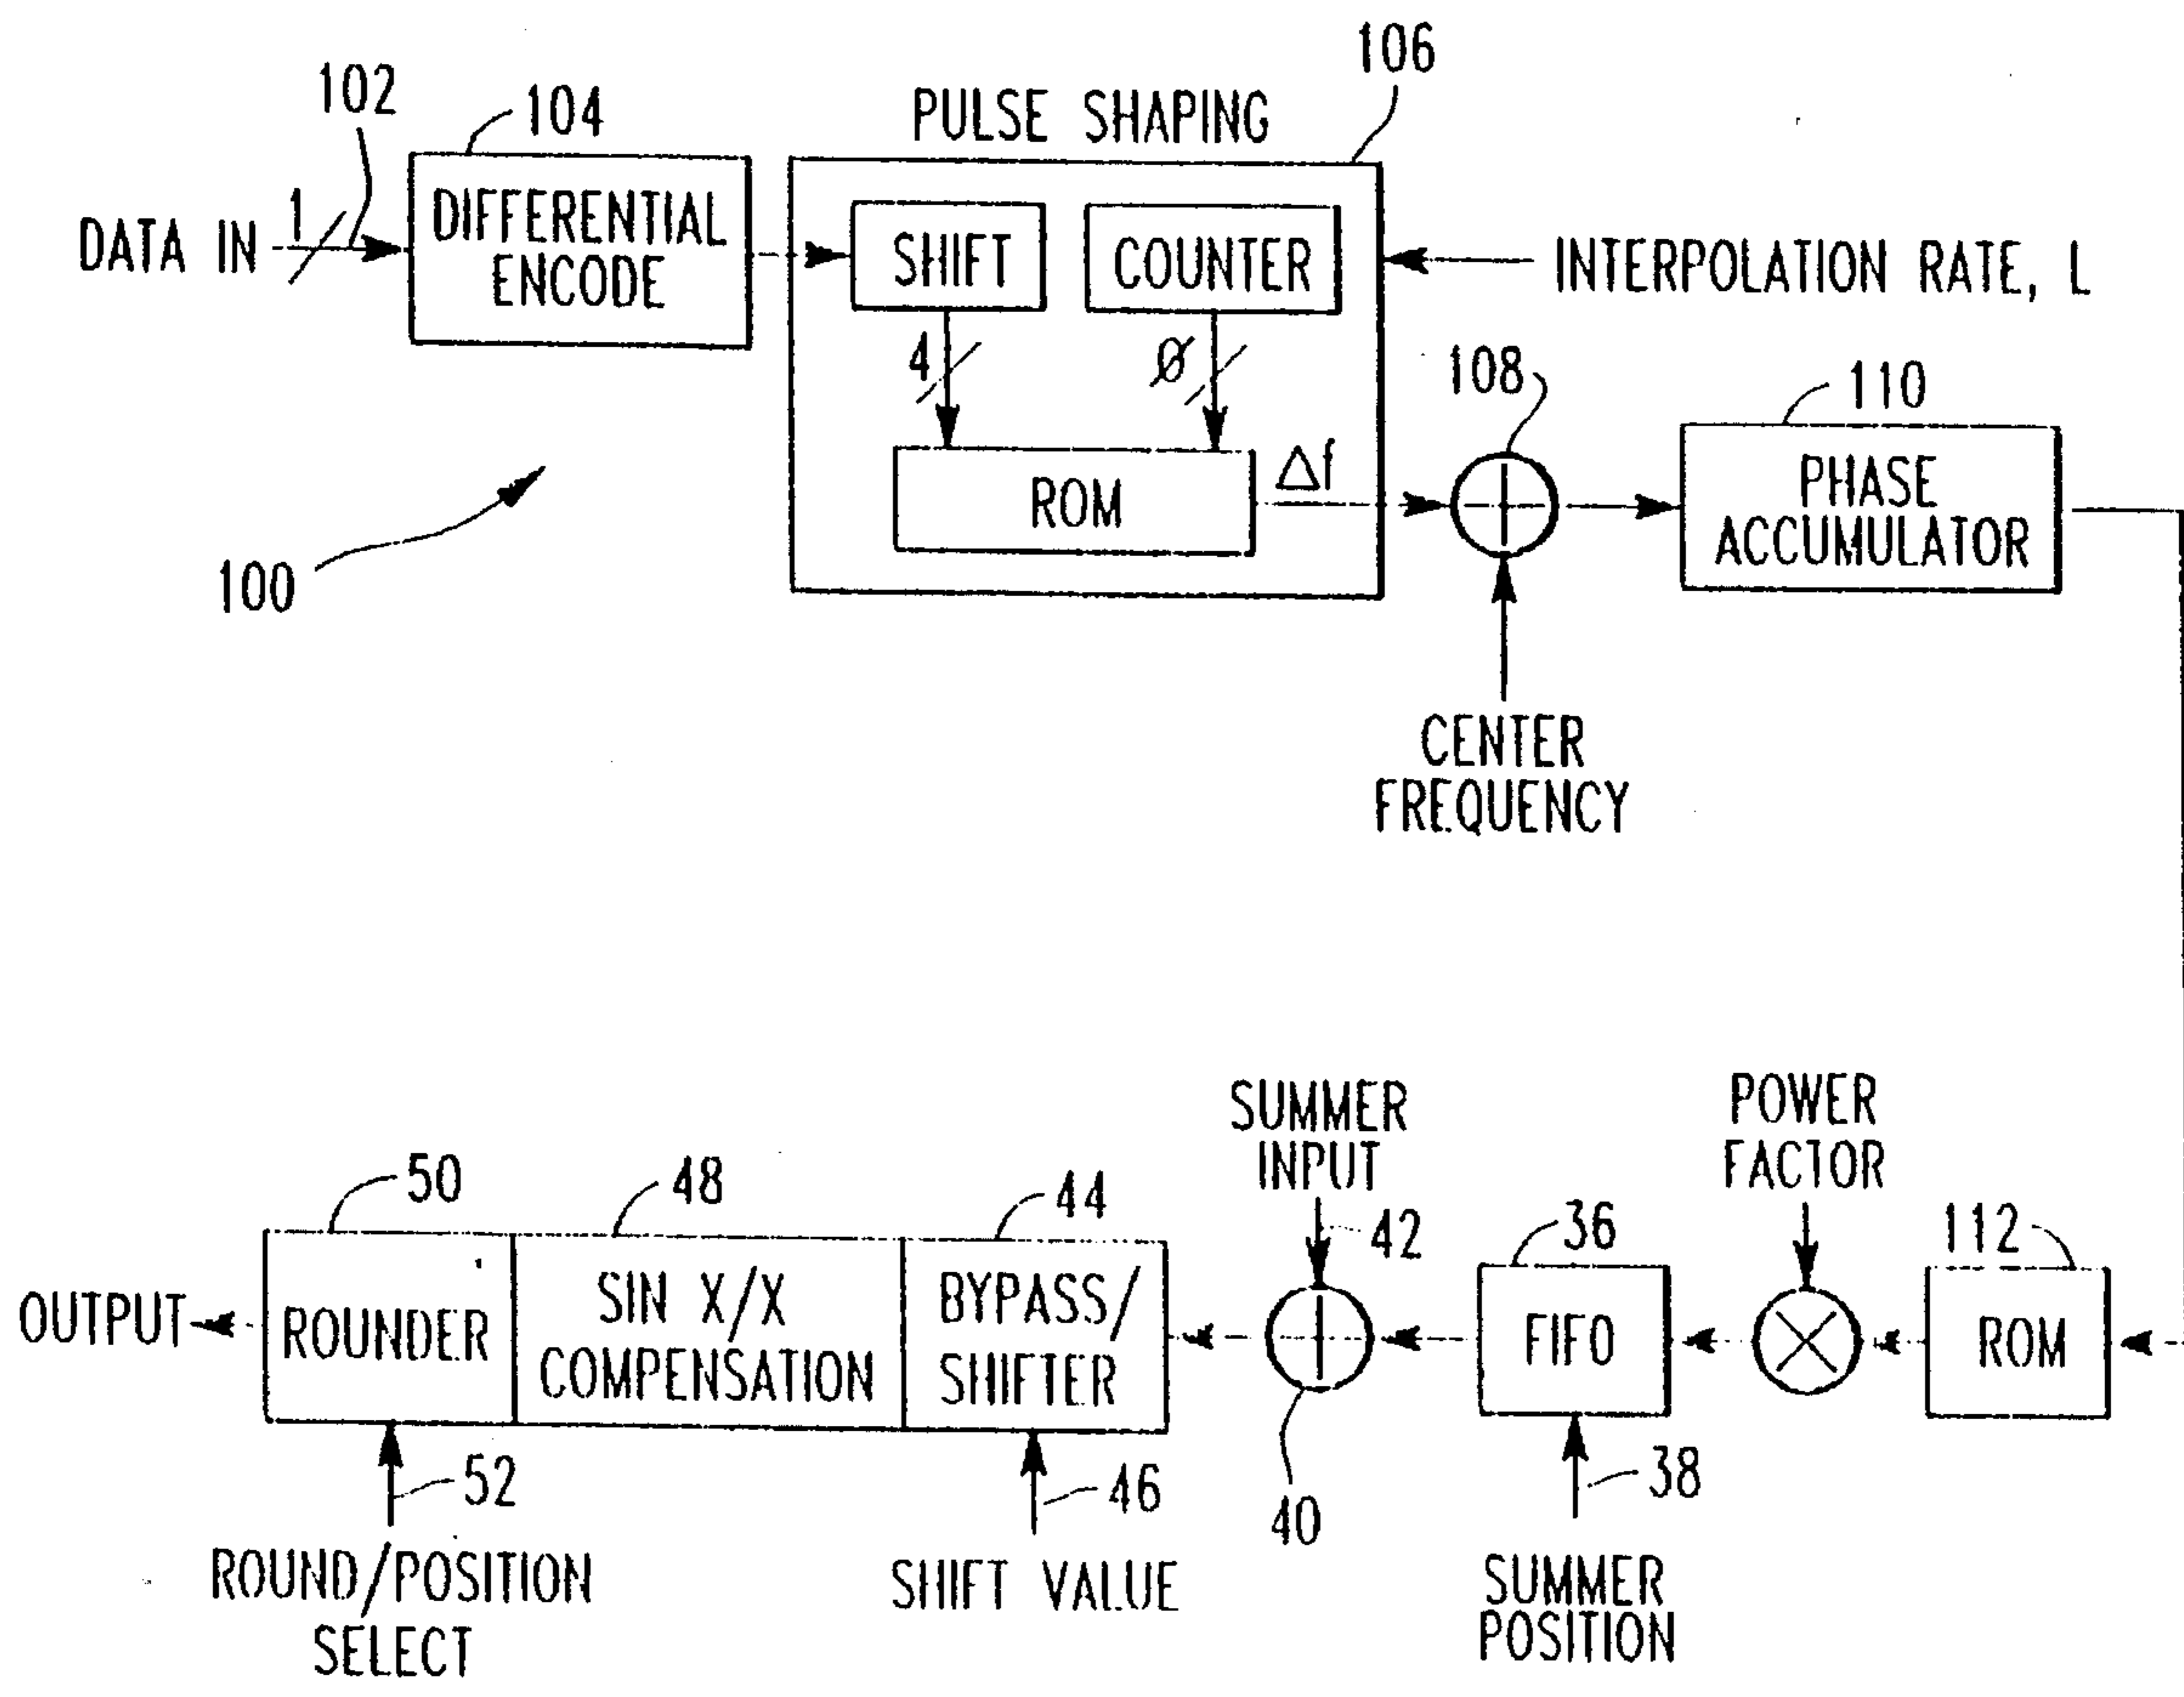 106
102
104
PULSE SHAPING
DATA IN
1
DIFFERENTIAL
ENCODE
SHIFT
COUNTER
INTERPOLATION RATE, L
4
Ø
108
110
ROM
Δf
PHASE
ACCUMULATOR
100
CENTER
FREQUENCY
SUMMER
INPUT
POWER
FACTOR
50
48
44
42
36
112
OUTPUT
ROUNDER
SIN X/X
COMPENSATION
BYPASS/
SHIFTER
FIFO
ROM
52
46
40
38
ROUND/POSITION
SELECT
SHIFT VALUE
SUMMER
POSITION